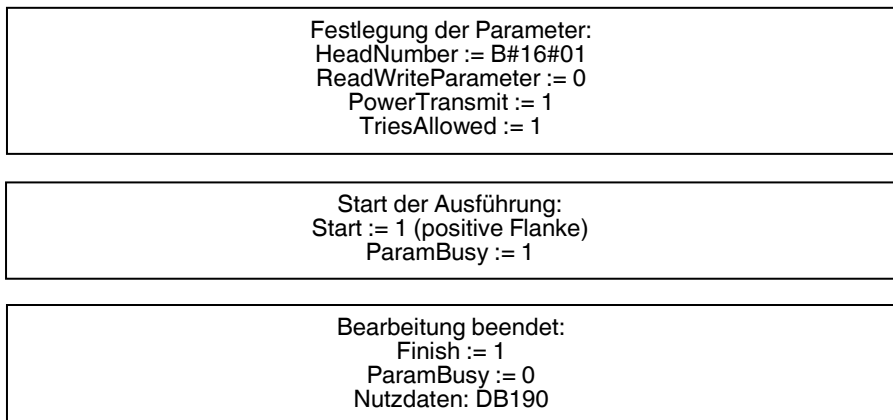 Festlegung der Parameter:
HeadNumber := B#16#01
ReadWriteParameter := 0
PowerTransmit := 1
TriesAllowed := 1
Start der Ausführung:
Start := 1 (positive Flanke)
ParamBusy := 1
Bearbeitung beendet:
Finish := 1
ParamBusy := 0
Nutzdaten: DB190